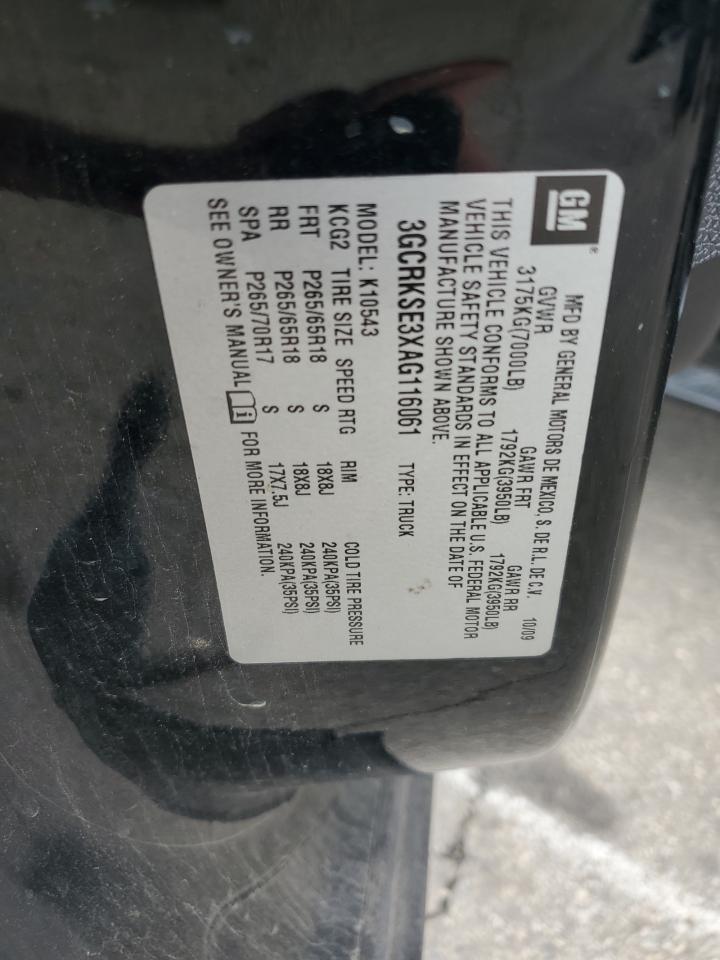 GM®
MFD BY GENERAL MOTORS DE MEXICO, S. DE R.L. DE C.V. 10/09
GVWR GAWR FRT GAWR RR
3175KG(7000LB) 1792KG(3950LB) 1792KG(3950LB)
THIS VEHICLE CONFORMS TO ALL APPLICABLE U.S. FEDERAL MOTOR
VEHICLE SAFETY STANDARDS IN EFFECT ON THE DATE OF
MANUFACTURE SHOWN ABOVE.
3GCRKSE3XAG116061 TYPE: TRUCK
MODEL: K10543
KCG2 TIRE SIZE SPEED RTG RIM COLD TIRE PRESSURE
FRT P265/65R18 S 18X8J 240KPA(35PSI)
RR P265/65R18 S 18X8J 240KPA(35PSI)
SPA P265/70R17 S 17X7.5J 240KPA(35PSI)
SEE OWNER'S MANUAL i FOR MORE INFORMATION.